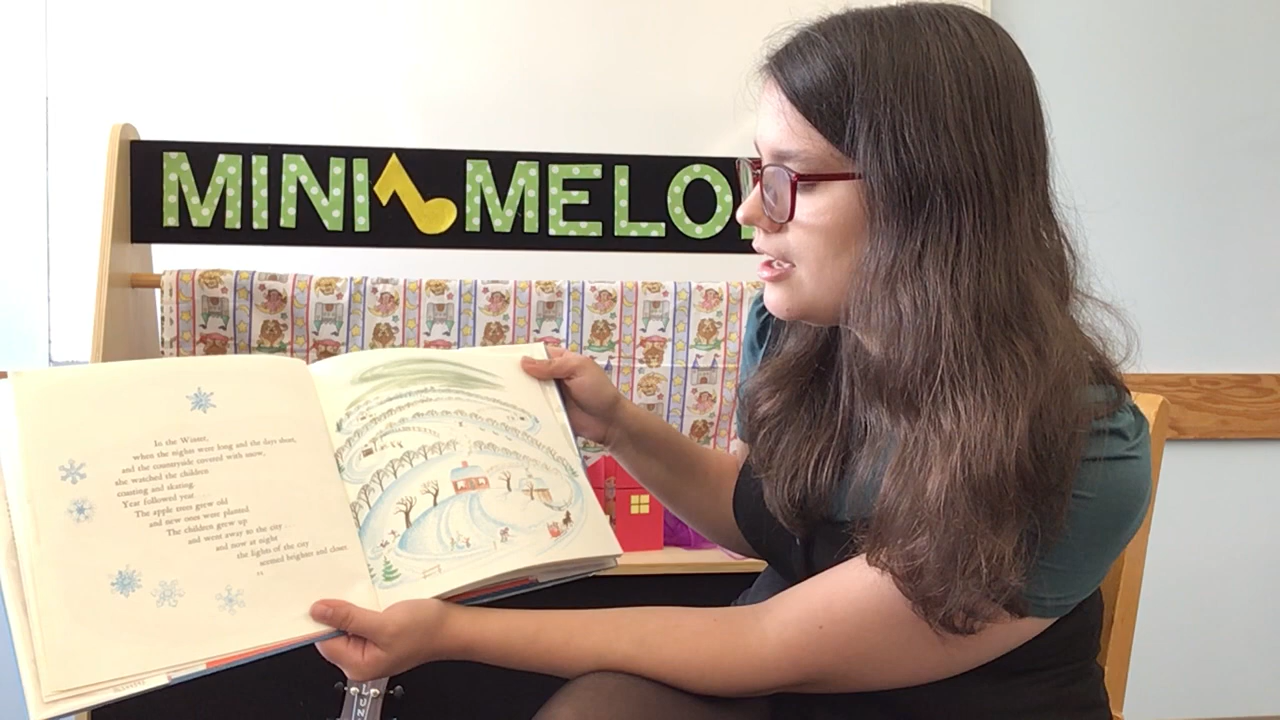 MINI MELO
In the Winter,
when the nights were long and the days short,
and the countryside covered with snow,
she watched the children
coasting and skating.
Year followed year....
The apple trees grew old
and new ones were planted.
The children grew up
and went away to the city....
and now at night
the lights of the city
seemed brighter and closer.
LUN